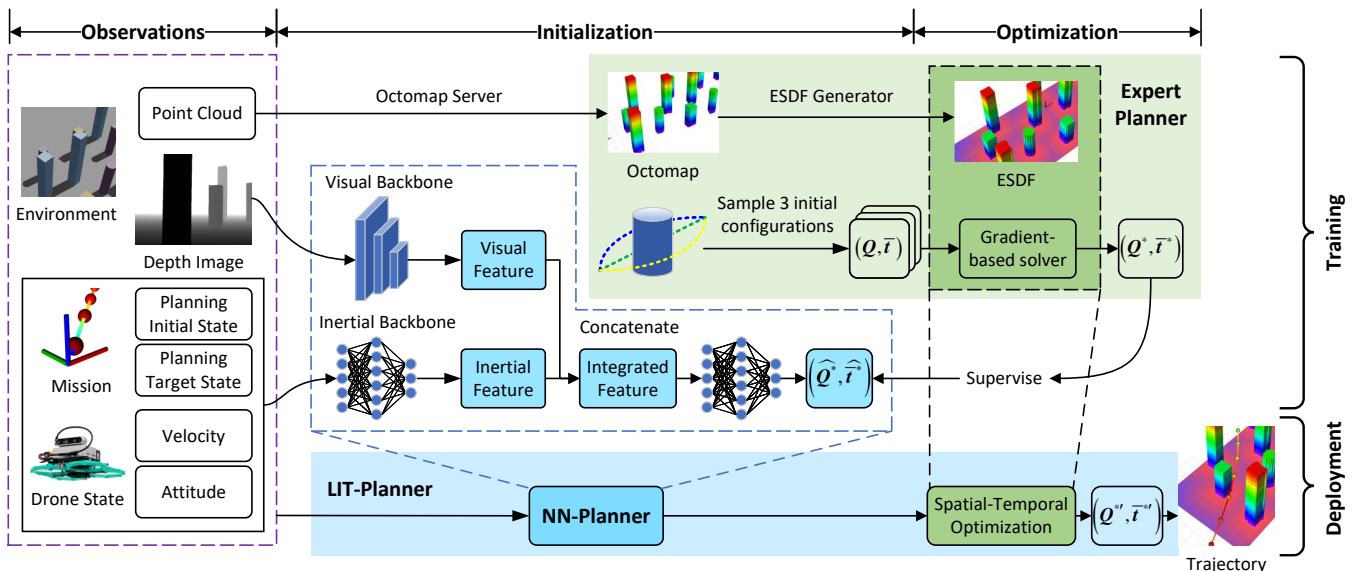 Observations
Initialization
Optimization
Point Cloud
Octomap Server
ESDF Generator
Expert
Planner
Environment
Octomap
ESDF
Depth Image
Visual Backbone
Visual
Feature
Sample 3 initial
configurations
(Q, t̅)
Gradient-
based solver
(Q*, t̅*)
Training
Planning
Initial State
Planning
Target State
Mission
Inertial Backbone
Inertial
Feature
Concatenate
Integrated
Feature
(Q̂*, t̅̂*)
Supervise
Velocity
Attitude
Drone State
LIT-Planner
NN-Planner
Spatial-Temporal
Optimization
(Q*′, t̅*′)
Trajectory
Deployment